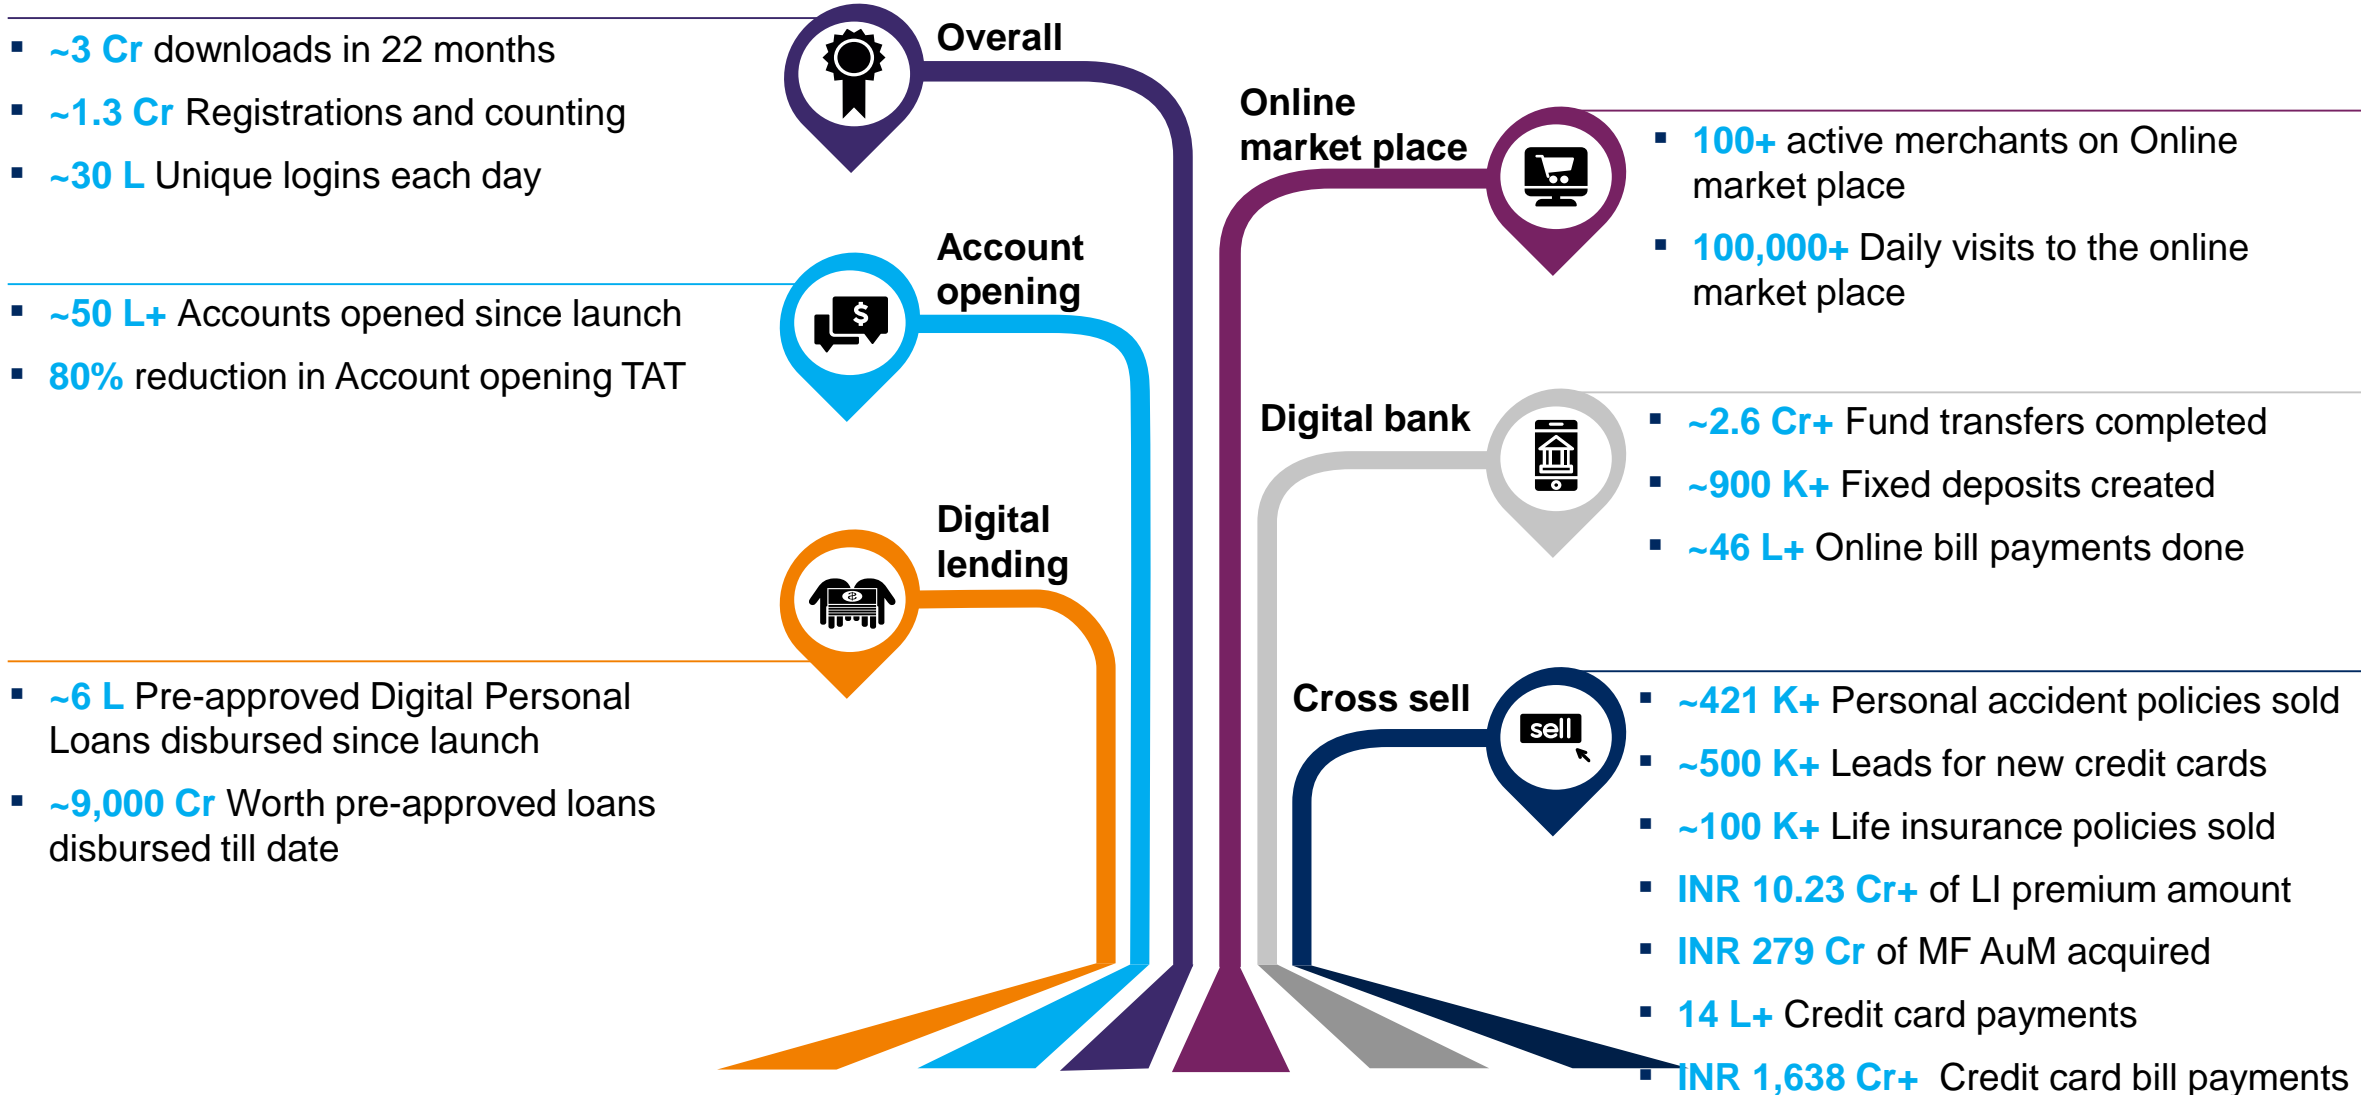 Overall
~3 Cr downloads in 22 months
~1.3 Cr Registrations and counting
~30 L Unique logins each day
Account
opening
~50 L+ Accounts opened since launch
80% reduction in Account opening TAT
$
Digital
lending
~6 L Pre-approved Digital Personal
Loans disbursed since launch
~9,000 Cr Worth pre-approved loans
disbursed till date
Online
market place
100+ active merchants on Online
market place
100,000+ Daily visits to the online
market place
Digital bank
~2.6 Cr+ Fund transfers completed
~900 K+ Fixed deposits created
~46 L+ Online bill payments done
Cross sell
sell
~421 K+ Personal accident policies sold
~500 K+ Leads for new credit cards
~100 K+ Life insurance policies sold
INR 10.23 Cr+ of LI premium amount
INR 279 Cr of MF AuM acquired
14 L+ Credit card payments
INR 1,638 Cr+ Credit card bill payments